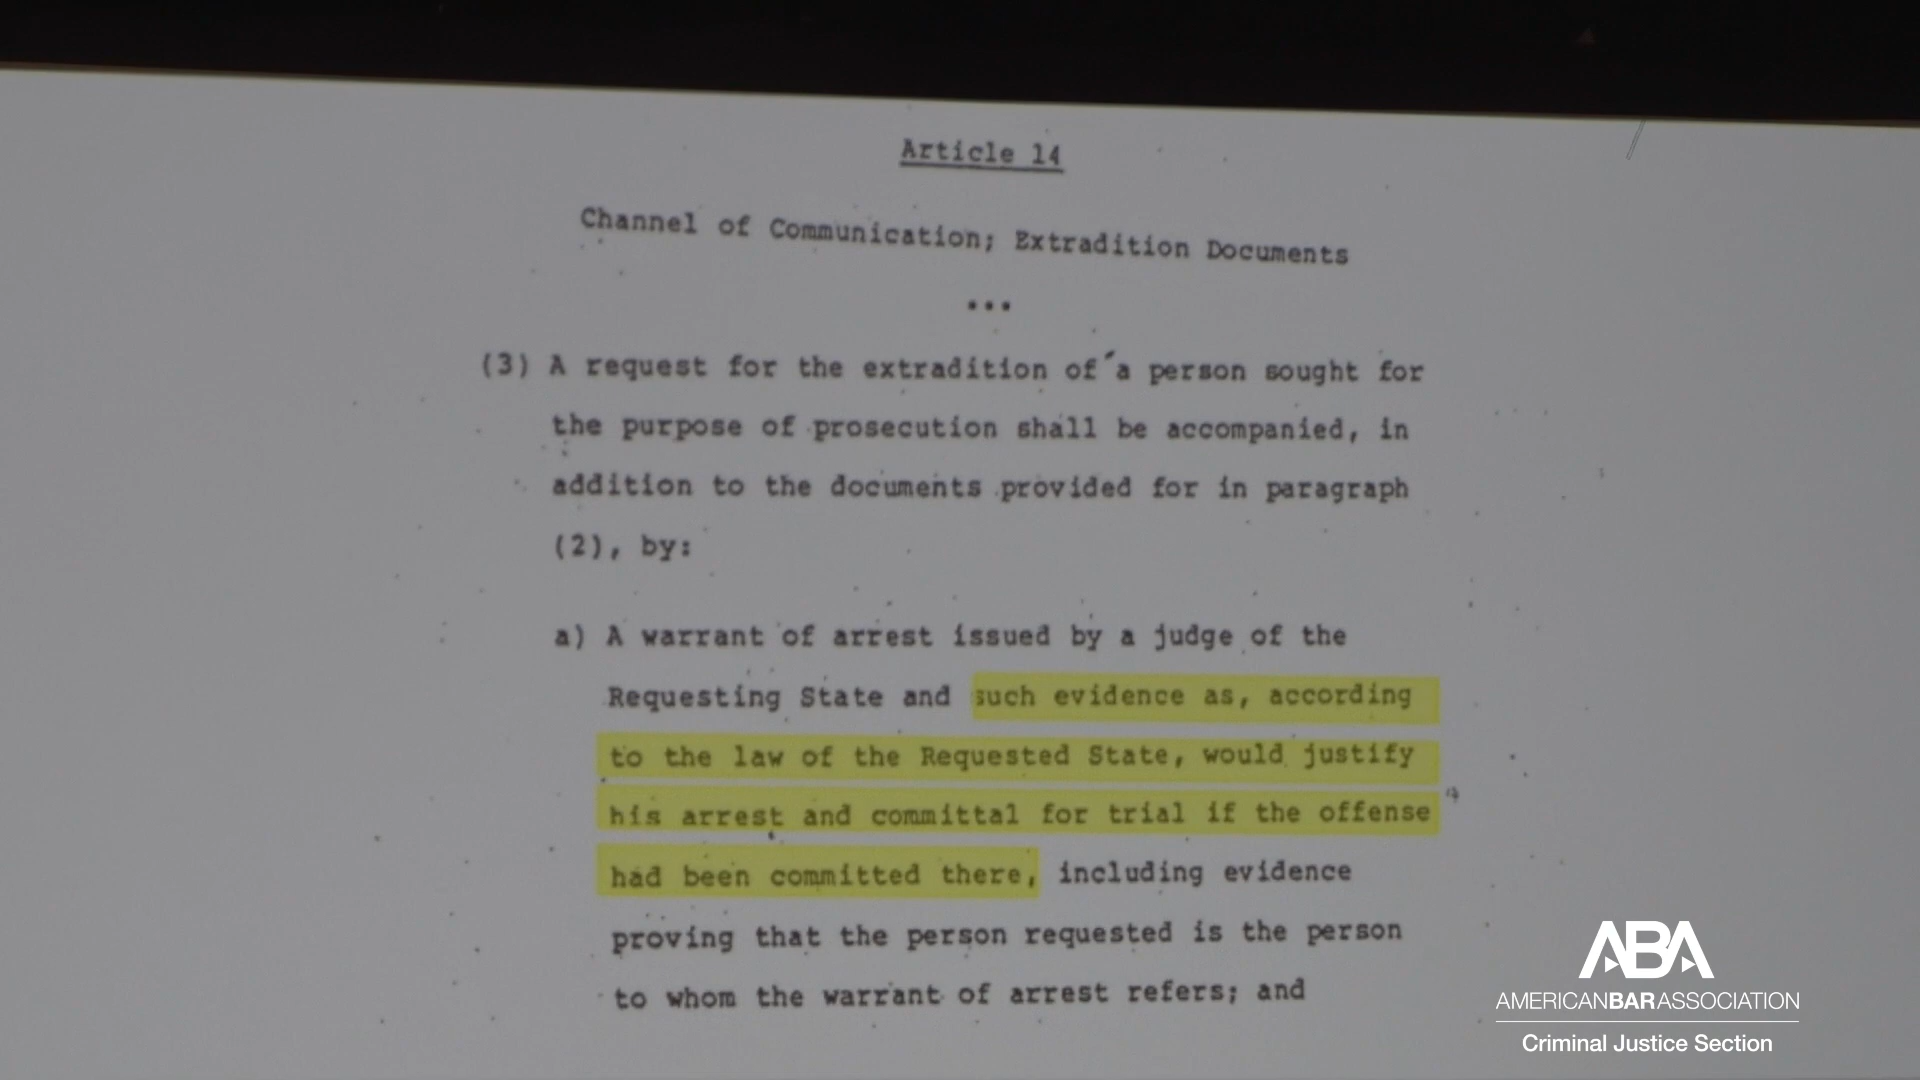 Article 14
Channel of Communication; Extradition Documents
...
(3) A request for the extradition of a person sought for
the purpose of prosecution shall be accompanied, in
addition to the documents provided for in paragraph
(2), by:
a) A warrant of arrest issued by a judge of the
Requesting State and such evidence as, according
to the law of the Requested State, would justify
his arrest and committal for trial if the offense
had been committed there, including evidence
proving that the person requested is the person
to whom the warrant of arrest refers; and
ABA
AMERICANBARASSOCIATION
Criminal Justice Section